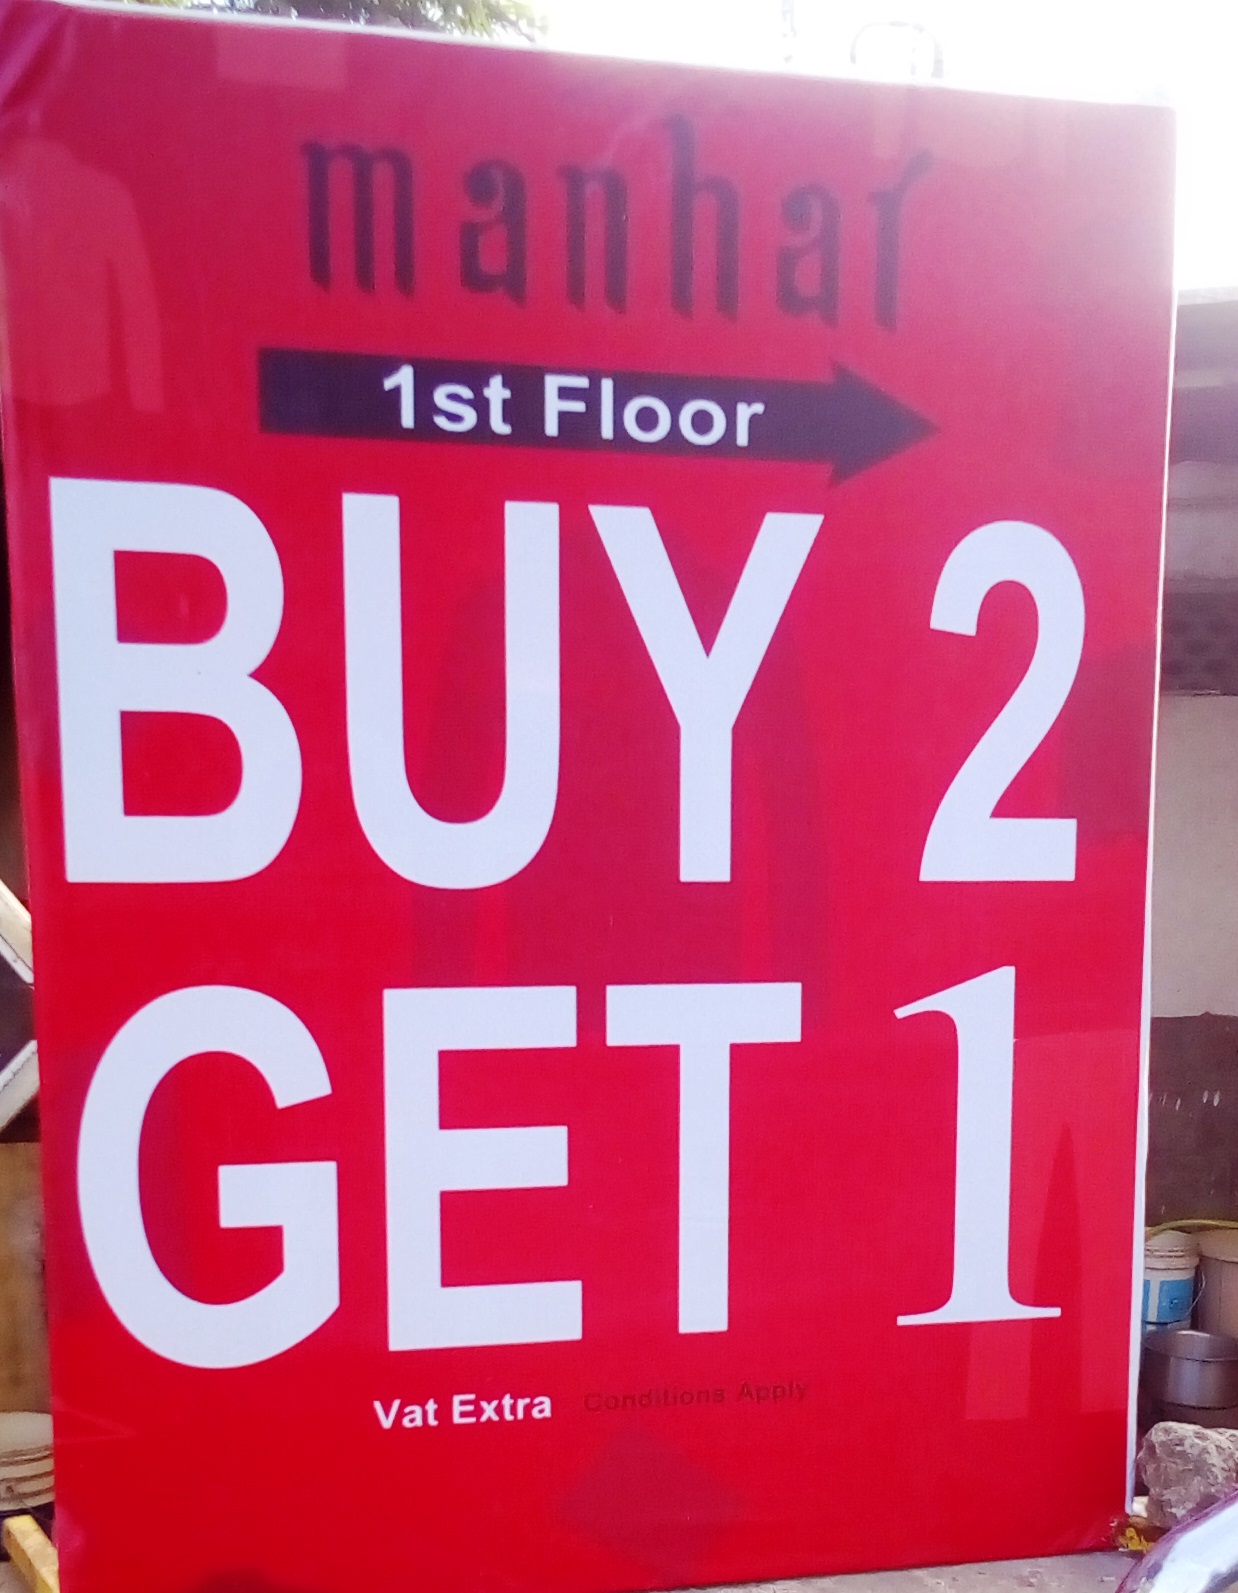 manhar
1st Floor
BUY 2
GET 1
Vat Extra Conditions Apply